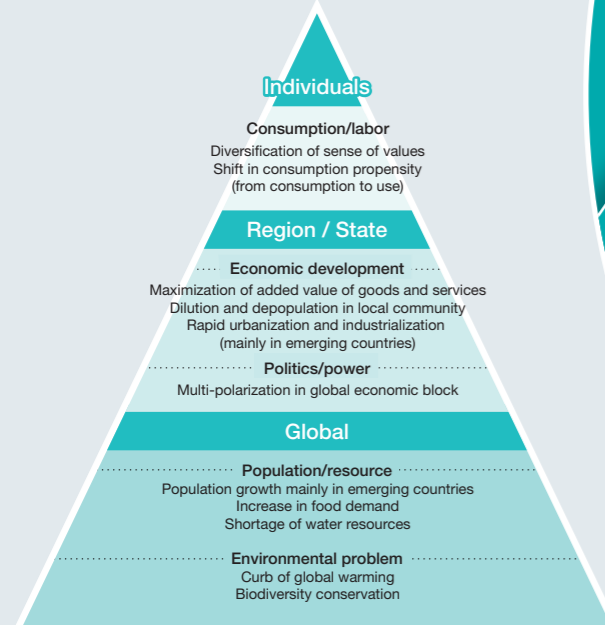 Individuals
Consumption/labor
Diversification of sense of values
Shift in consumption propensity
(from consumption to use)
Region / State
Economic development
Maximization of added value of goods and services
Dilution and depopulation in local community
Rapid urbanization and industrialization
(mainly in emerging countries)
Politics/power
Multi-polarization in global economic block
Global
Population/resource
Population growth mainly in emerging countries
Increase in food demand
Shortage of water resources
Environmental problem
Curb of global warming
Biodiversity conservation